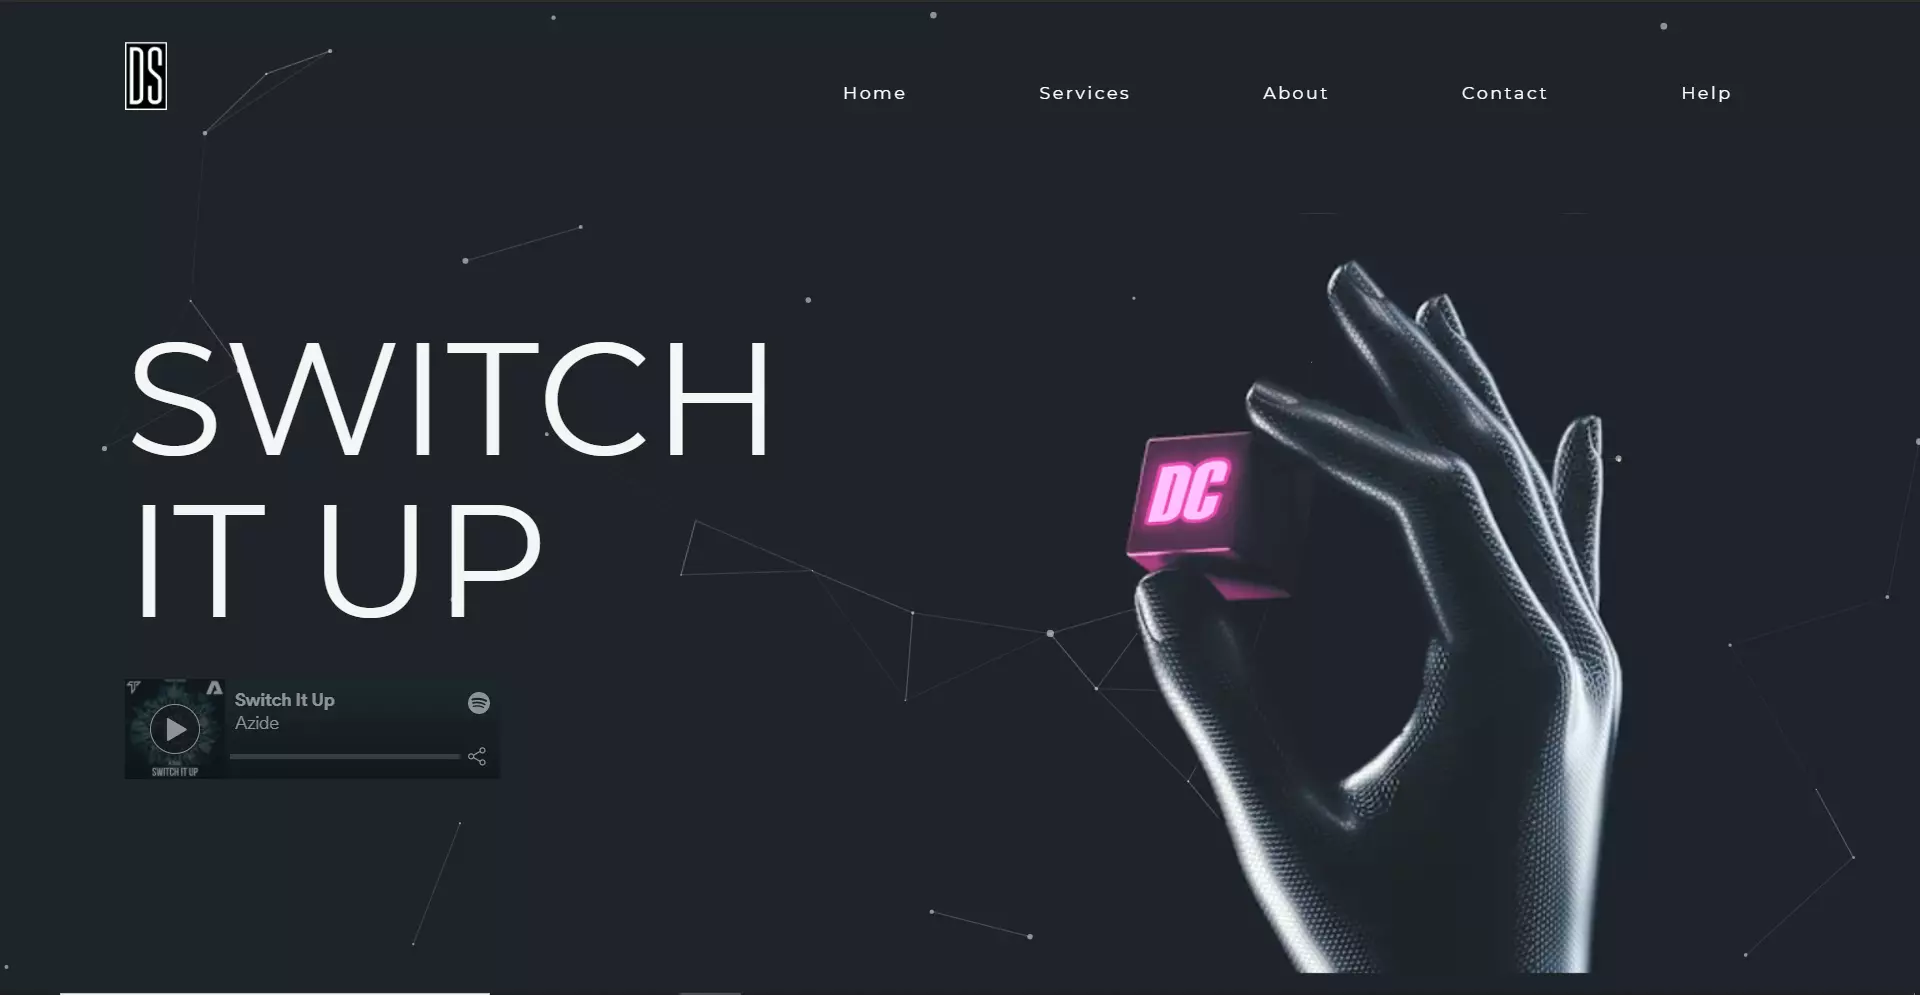 DS
Home
Services
About
Contact
Help
SWITCH
IT UP
DC
Switch It Up
Azide
SWITCH IT UP